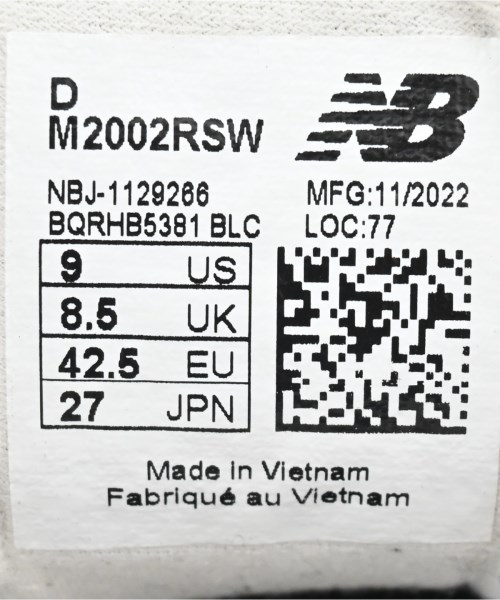 D
M2002RSW
NB
NBJ-1129266
MFG:11/2022
BQRHB5381 BLC
LOC:77
9 US
8.5 UK
42.5 EU
27 JPN
Made in Vietnam
Fabriqué au Vietnam